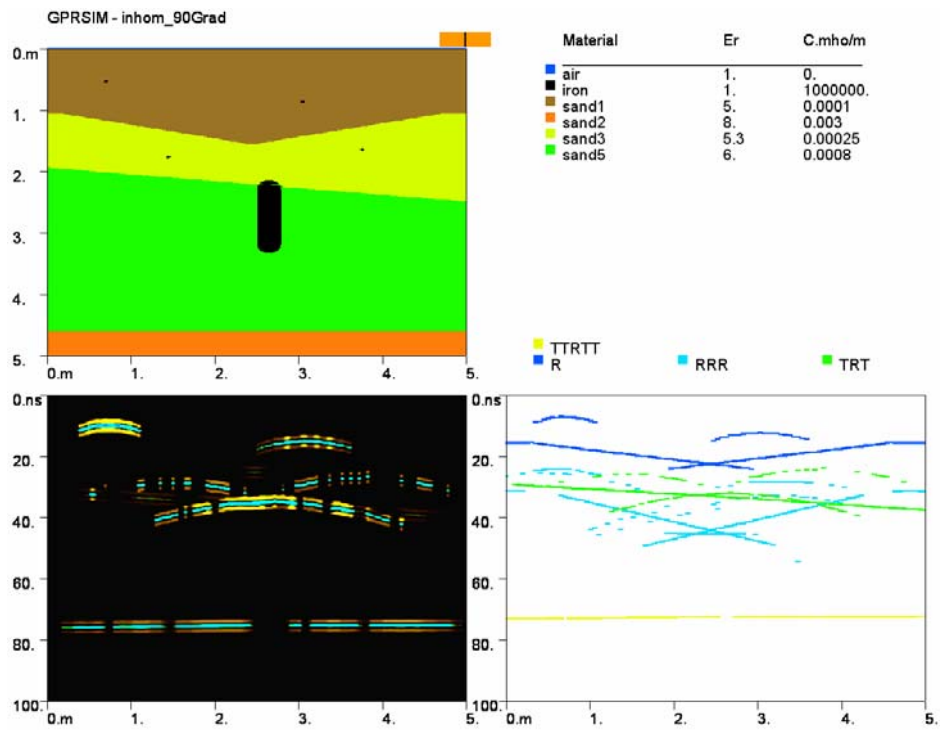 GPRSIM - inhom_90Grad
Material Er C.mho/m
air 1. 0.
iron 1. 1000000.
sand1 5. 0.0001
sand2 8. 0.003
sand3 5.3 0.00025
sand5 6. 0.0008
0.m
1.
2.
3.
4.
5.
0.m 1. 2. 3. 4. 5.
TTRTT
R RRR TRT
0.ns
20.
40.
60.
80.
100.
0.m 1. 2. 3. 4. 5.
0.ns
20.
40.
60.
80.
100.
0.m 1. 2. 3. 4. 5.